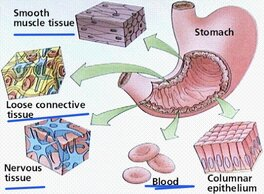 Smooth
muscle tissue
Stomach
Loose connective
tissue
Nervous
tissue
Blood
Columnar
epithelium